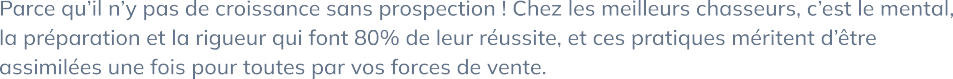 Parce qu’il n’y pas de croissance sans prospection ! Chez les meilleurs chasseurs, c’est le mental,
la préparation et la rigueur qui font 80% de leur réussite, et ces pratiques méritent d’être
assimilées une fois pour toutes par vos forces de vente.